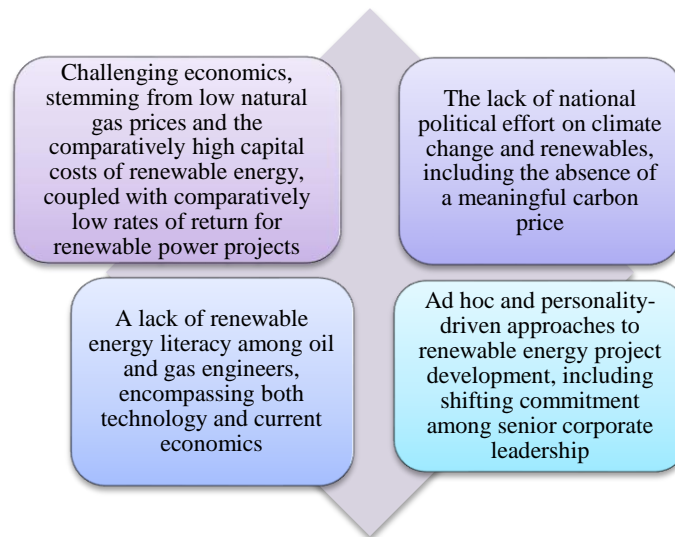 Challenging economics,
stemming from low natural
gas prices and the
comparatively high capital
costs of renewable energy,
coupled with comparatively
low rates of return for
renewable power projects
The lack of national
political effort on climate
change and renewables,
including the absence of
a meaningful carbon
price
A lack of renewable
energy literacy among oil
and gas engineers,
encompassing both
technology and current
economics
Ad hoc and personality-
driven approaches to
renewable energy project
development, including
shifting commitment
among senior corporate
leadership